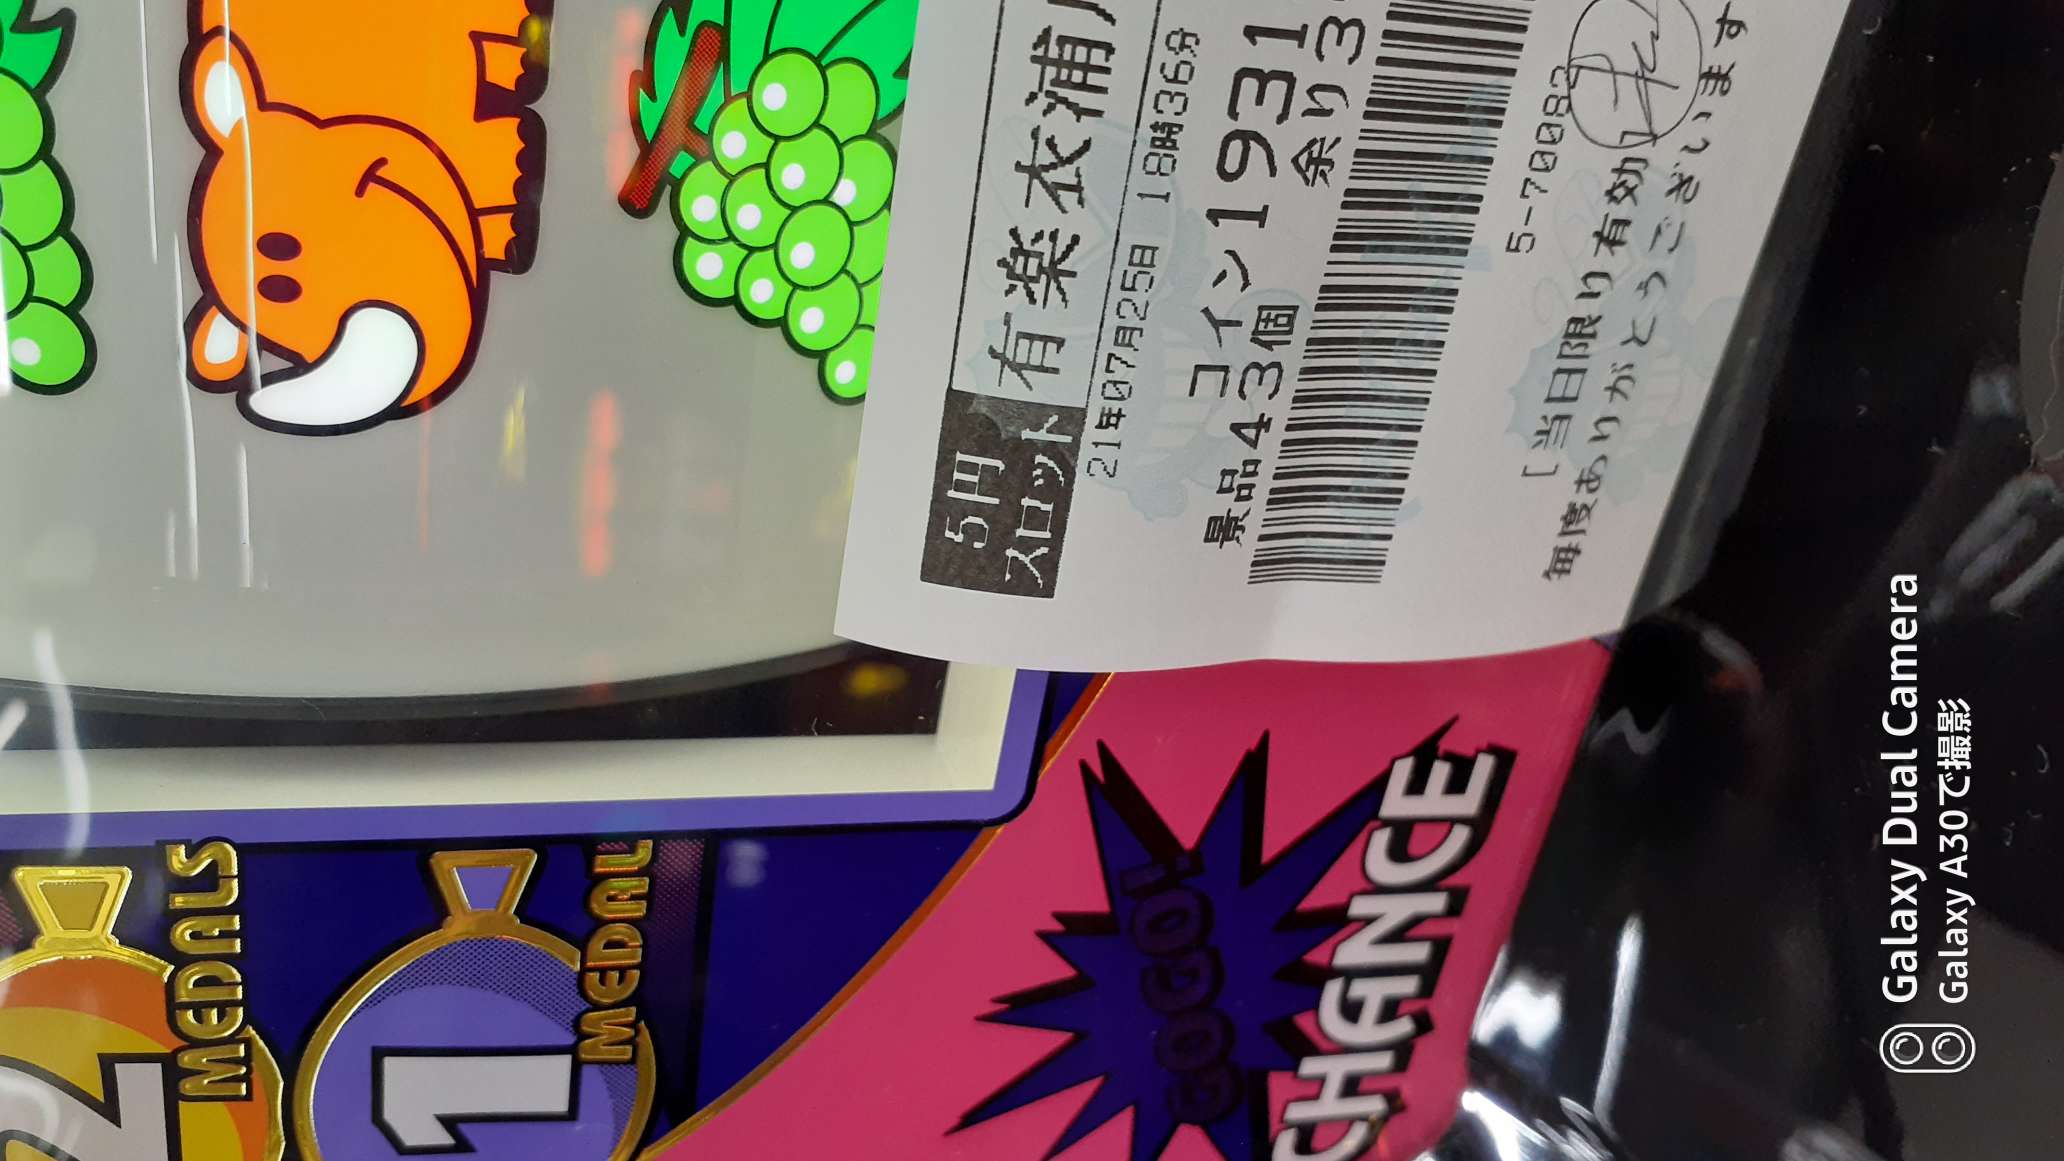 5円
スロット
有楽衣浦
21年07月25日 18時36分
コイン1931
景品43個 余り3
5-70083
[当日限り有効]
毎度ありがとうございます
2
MEDALS
1
MEDAL
GOGO!
CHANCE
Galaxy Dual Camera
Galaxy A30で撮影